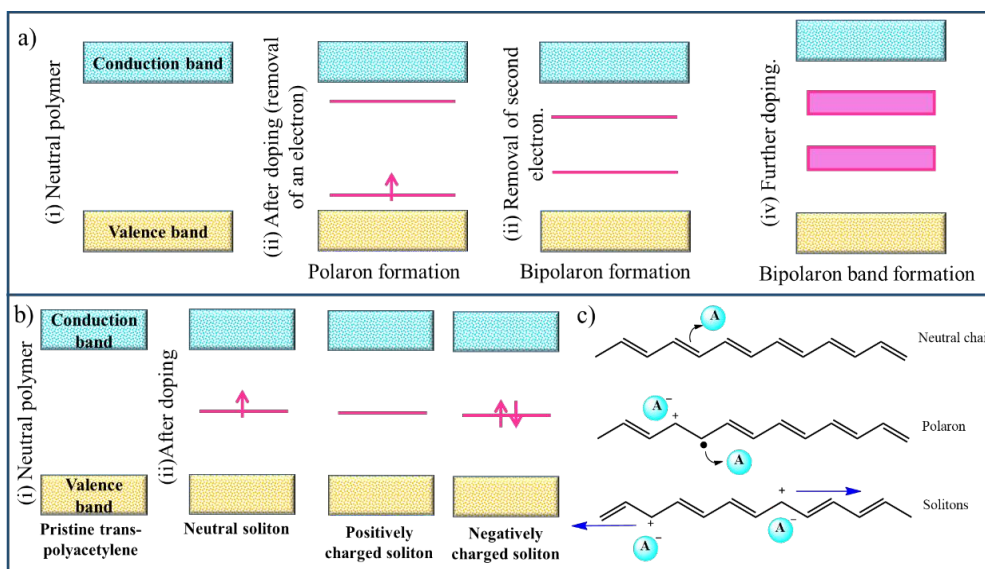 a)
(i) Neutral polymer
Conduction band
Valence band
(ii) After doping (removal
of an electron)
Polaron formation
(ii) Removal of second
electron.
Bipolaron formation
(iv) Further doping.
Bipolaron band formation
b)
(i) Neutral polymer
Conduction
band
Valence
band
Pristine trans-
polyacetylene
(ii)After doping
Neutral soliton
Positively
charged soliton
Negatively
charged soliton
c)
A
Neutral chai
A-
+
A
Polaron
+
+
A-
A-
Solitons